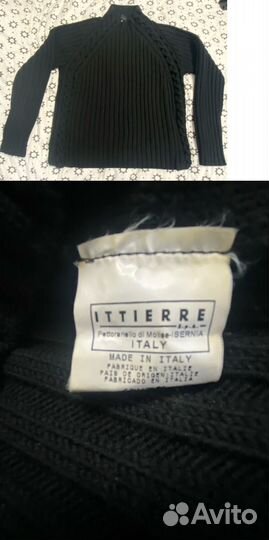 ITTIERRE
S.p.A.
Pettoranello di Molise-ISERNIA
ITALY
MADE IN ITALY
FABRIQUE EN ITALIE
PAIS DE ORIGEN ITALIE
FABRICADO EN ITALIA
Avito